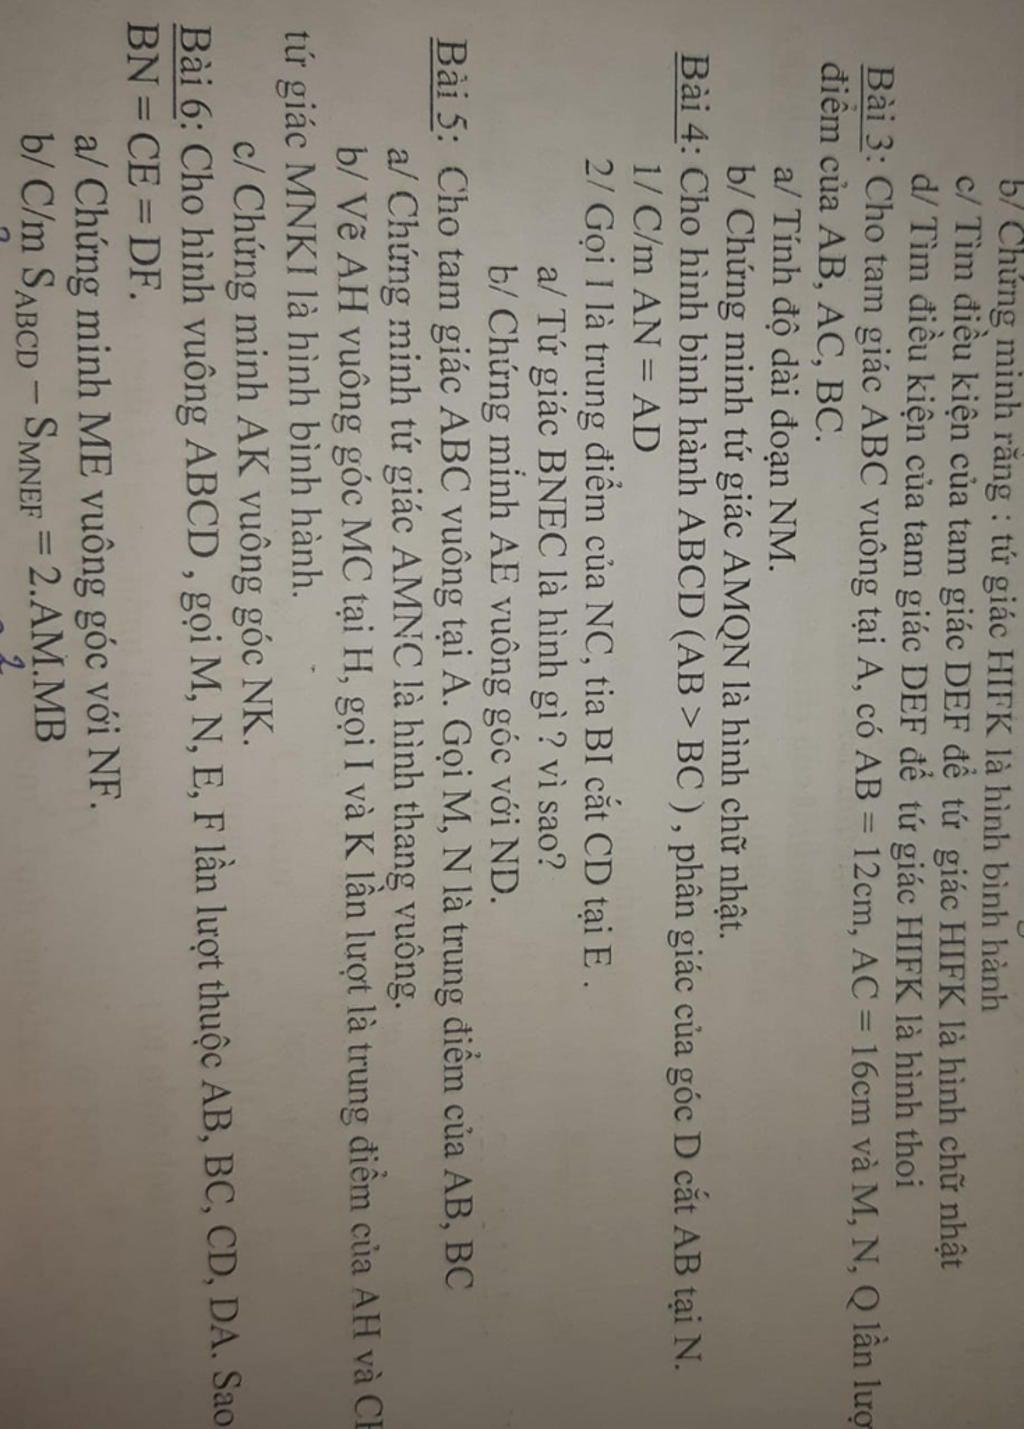 b/ Chứng minh rằng : tứ giác HIFK là hình bình hành
c/ Tìm điều kiện của tam giác DEF để tứ giác HIFK là hình chữ nhật
d/ Tìm điều kiện của tam giác DEF để tứ giác HIFK là hình thoi
Bài 3: Cho tam giác ABC vuông tại A, có AB = 12cm, AC = 16cm và M, N, Q lần lượ
điểm của AB, AC, BC.
a/ Tính độ dài đoạn NM.
b/ Chứng minh tứ giác AMQN là hình chữ nhật.
Bài 4: Cho hình bình hành ABCD (AB > BC ) , phân giác của góc D cắt AB tại N.
1/ C/m AN = AD
2/ Gọi I là trung điểm của NC, tia BI cắt CD tại E .
a/ Tứ giác BNEC là hình gì ? vì sao?
b/ Chứng minh AE vuông góc với ND.
Bài 5: Cho tam giác ABC vuông tại A. Gọi M, N là trung điểm của AB, BC
a/ Chứng minh tứ giác AMNC là hình thang vuông.
b/ Vẽ AH vuông góc MC tại H, gọi I và K lần lượt là trung điểm của AH và CH
tứ giác MNKI là hình bình hành.
c/ Chứng minh AK vuông góc NK.
Bài 6: Cho hình vuông ABCD , gọi M, N, E, F lần lượt thuộc AB, BC, CD, DA. Sao
BN = CE = DF.
a/ Chứng minh ME vuông góc với NF.
b/ C/m SABCD – SMNEF = 2.AM.MB